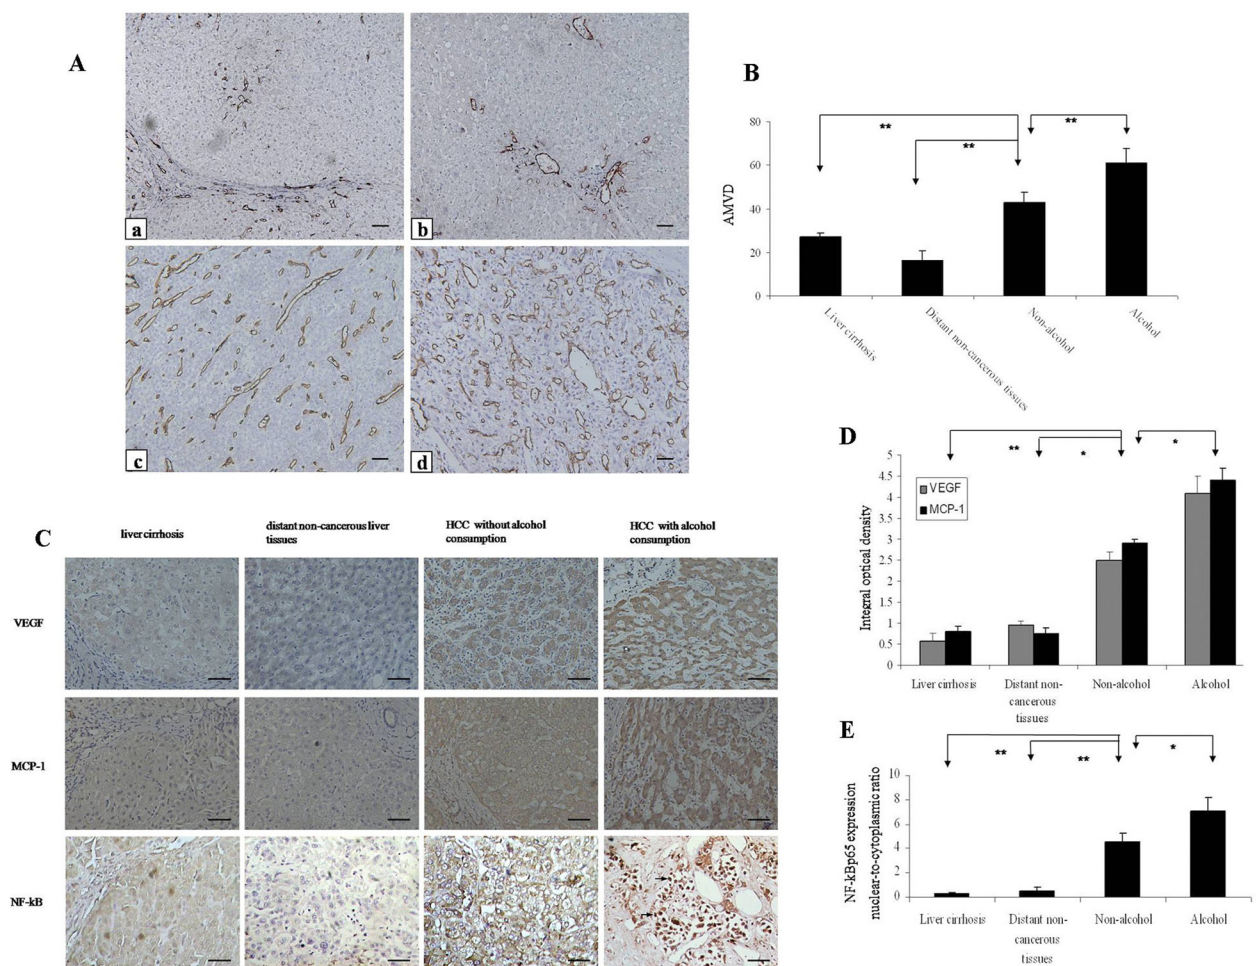 A
a
b
c
d
B
AMVD
80
60
40
20
0
**
**
**
Liver cirrhosis
Distant non-cancerous tissues
Non-alcohol
Alcohol
C
liver cirrhosis
distant non-cancerous liver
tissues
HCC without alcohol
consumption
HCC with alcohol
consumption
VEGF
MCP-1
NF-kB
D
Integral optical density
4.5
4
3.5
3
2.5
2
1.5
1
0.5
0
VEGF
MCP-1
**
*
*
Liver cirrhosis
Distant non-
cancerous
tissues
Non-alcohol
Alcohol
E
NF-kBp65 expression
nuclear-to-cytoplasmic ratio
10
8
6
4
2
0
**
**
*
Liver cirrhosis
Distant non-
cancerous
tissues
Non-alcohol
Alcohol